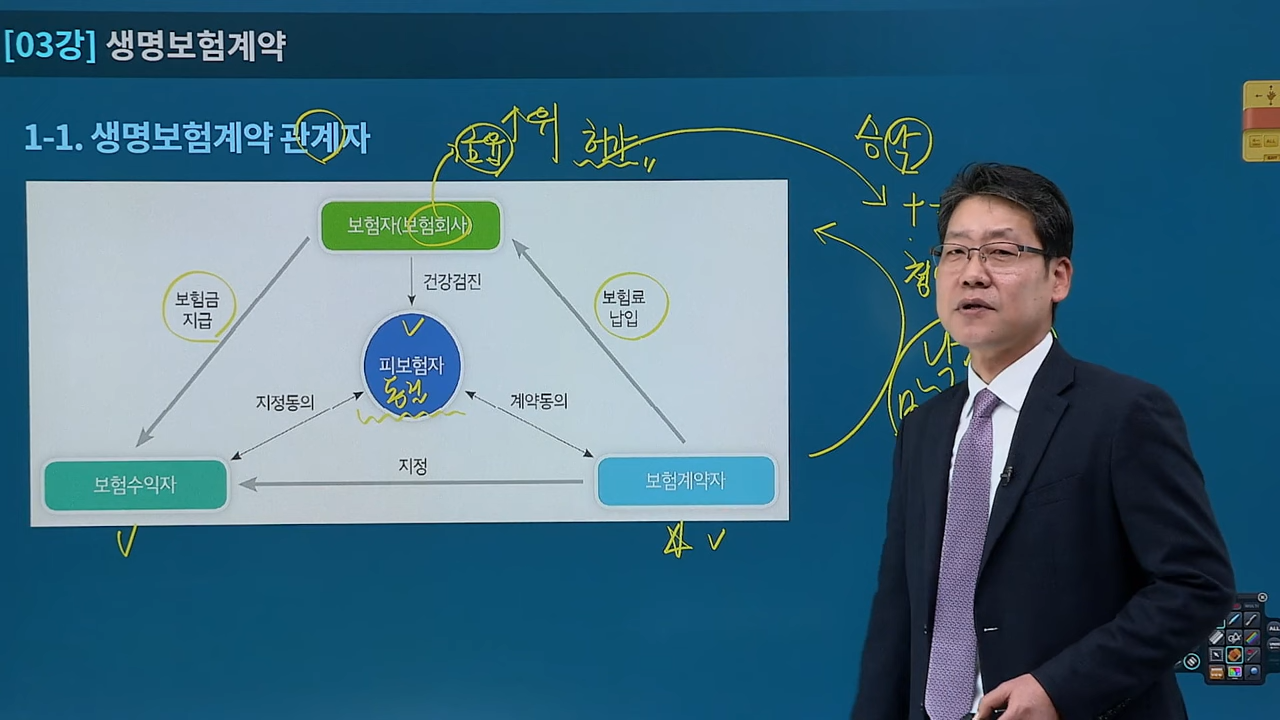 [03강] 생명보험계약
1-1. 생명보험계약 관계자
위
승낙
보험자(보험회사)
건강검진
보험금
지급
보험료
납입
피보험자
동의
지정동의
계약동의
지정
보험수익자
보험계약자
ALL